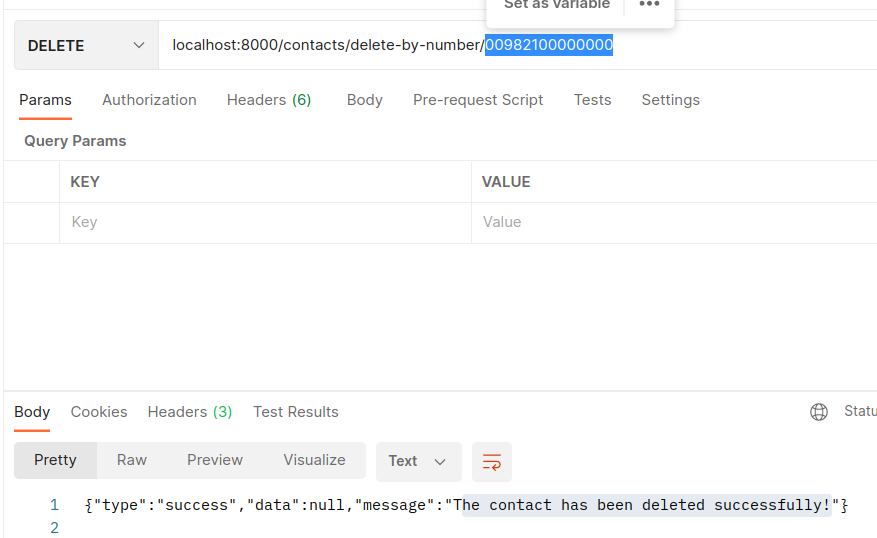 Set as variable
DELETE localhost:8000/contacts/delete-by-number/00982100000000
Params Authorization Headers (6) Body Pre-request Script Tests Settings
Query Params
KEY VALUE
Key Value
Body Cookies Headers (3) Test Results
Pretty Raw Preview Visualize Text
1 {"type":"success","data":null,"message":"The contact has been deleted successfully!"}
2